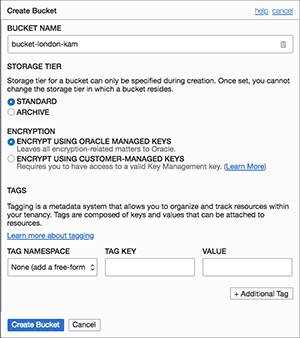 Create Bucket help cancel
BUCKET NAME
bucket-london-kam
STORAGE TIER
Storage tier for a bucket can only be specified during creation. Once set, you cannot
change the storage tier in which a bucket resides.
STANDARD
ARCHIVE
ENCRYPTION
ENCRYPT USING ORACLE MANAGED KEYS
Leaves all encryption-related matters to Oracle.
ENCRYPT USING CUSTOMER-MANAGED KEYS
Requires you to have access to a valid Key Management key. (Learn More)
TAGS
Tagging is a metadata system that allows you to organize and track resources within
your tenancy. Tags are composed of keys and values that can be attached to
resources.
Learn more about tagging
TAG NAMESPACE TAG KEY VALUE
None (add a free-form
+ Additional Tag
Create Bucket Cancel